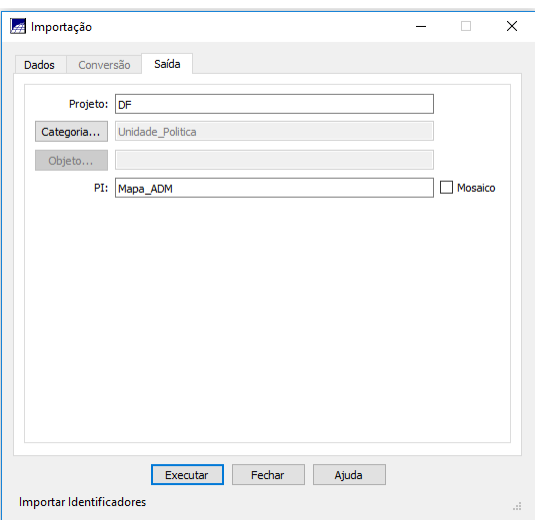 Importação
Dados Conversão Saída
Projeto: DF
Categoria... Unidade_Politica
Objeto...
PI: Mapa_ADM Mosaico
Executar Fechar Ajuda
Importar Identificadores